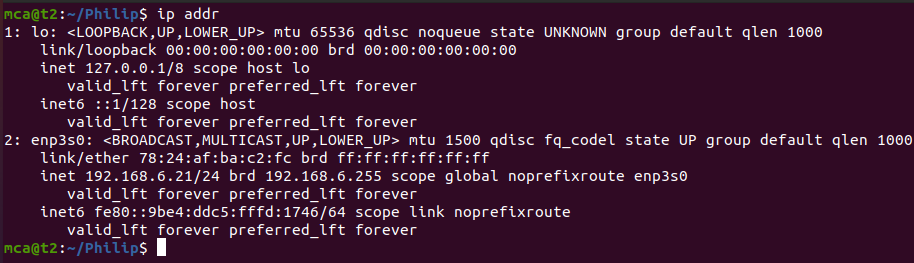 mca@t2:~/Philip$ ip addr
1: lo: <LOOPBACK,UP,LOWER_UP> mtu 65536 qdisc noqueue state UNKNOWN group default qlen 1000
    link/loopback 00:00:00:00:00:00 brd 00:00:00:00:00:00
    inet 127.0.0.1/8 scope host lo
       valid_lft forever preferred_lft forever
    inet6 ::1/128 scope host
       valid_lft forever preferred_lft forever
2: enp3s0: <BROADCAST,MULTICAST,UP,LOWER_UP> mtu 1500 qdisc fq_codel state UP group default qlen 1000
    link/ether 78:24:af:ba:c2:fc brd ff:ff:ff:ff:ff:ff
    inet 192.168.6.21/24 brd 192.168.6.255 scope global noprefixroute enp3s0
       valid_lft forever preferred_lft forever
    inet6 fe80::9be4:ddc5:fffd:1746/64 scope link noprefixroute
       valid_lft forever preferred_lft forever
mca@t2:~/Philip$